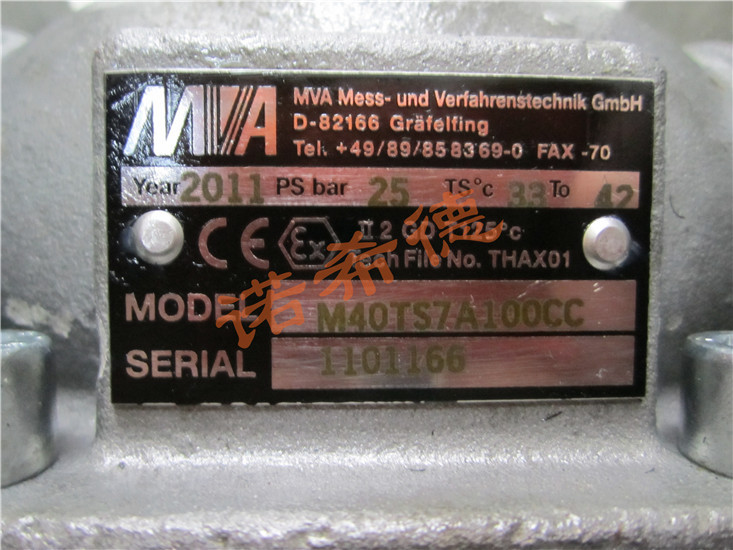 MVA
MVA Mess- und Verfahrenstechnik GmbH
D-82166 Gräfelfing
Tel. +49/89/85 83 69-0 FAX -70
Year 2011 PS bar 25 TS°c 33 To 42
CE Ex II 2 GD T125°c
Tech File No. THAX01
MODEL M40TS7A100CC
SERIAL 1101166
诺希德